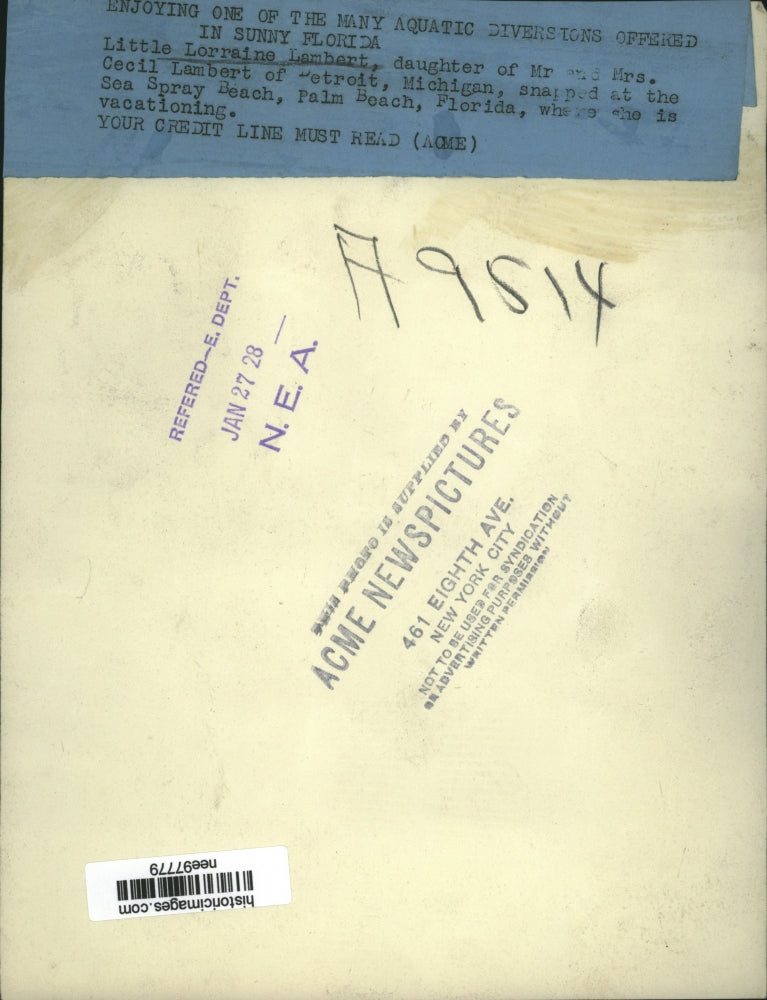 ENJOYING ONE OF THE MANY AQUATIC DIVERSIONS OFFERED
IN SUNNY FLORIDA
Little Lorraine Lambert, daughter of Mr and Mrs.
Cecil Lambert of Detroit, Michigan, snapped at the
Sea Spray Beach, Palm Beach, Florida, where she is
vacationing.
YOUR CREDIT LINE MUST READ (ACME)
A 9514
REFERED-E. DEPT.
JAN 27 28 —
N. E. A.
THIS PHOTO IS SUPPLIED BY
ACME NEWSPICTURES
461 EIGHTH AVE.
NEW YORK CITY
NOT TO BE USED FOR SYNDICATION
OR ADVERTISING PURPOSES WITHOUT
WRITTEN PERMISSION
historicimages.com
nee97779